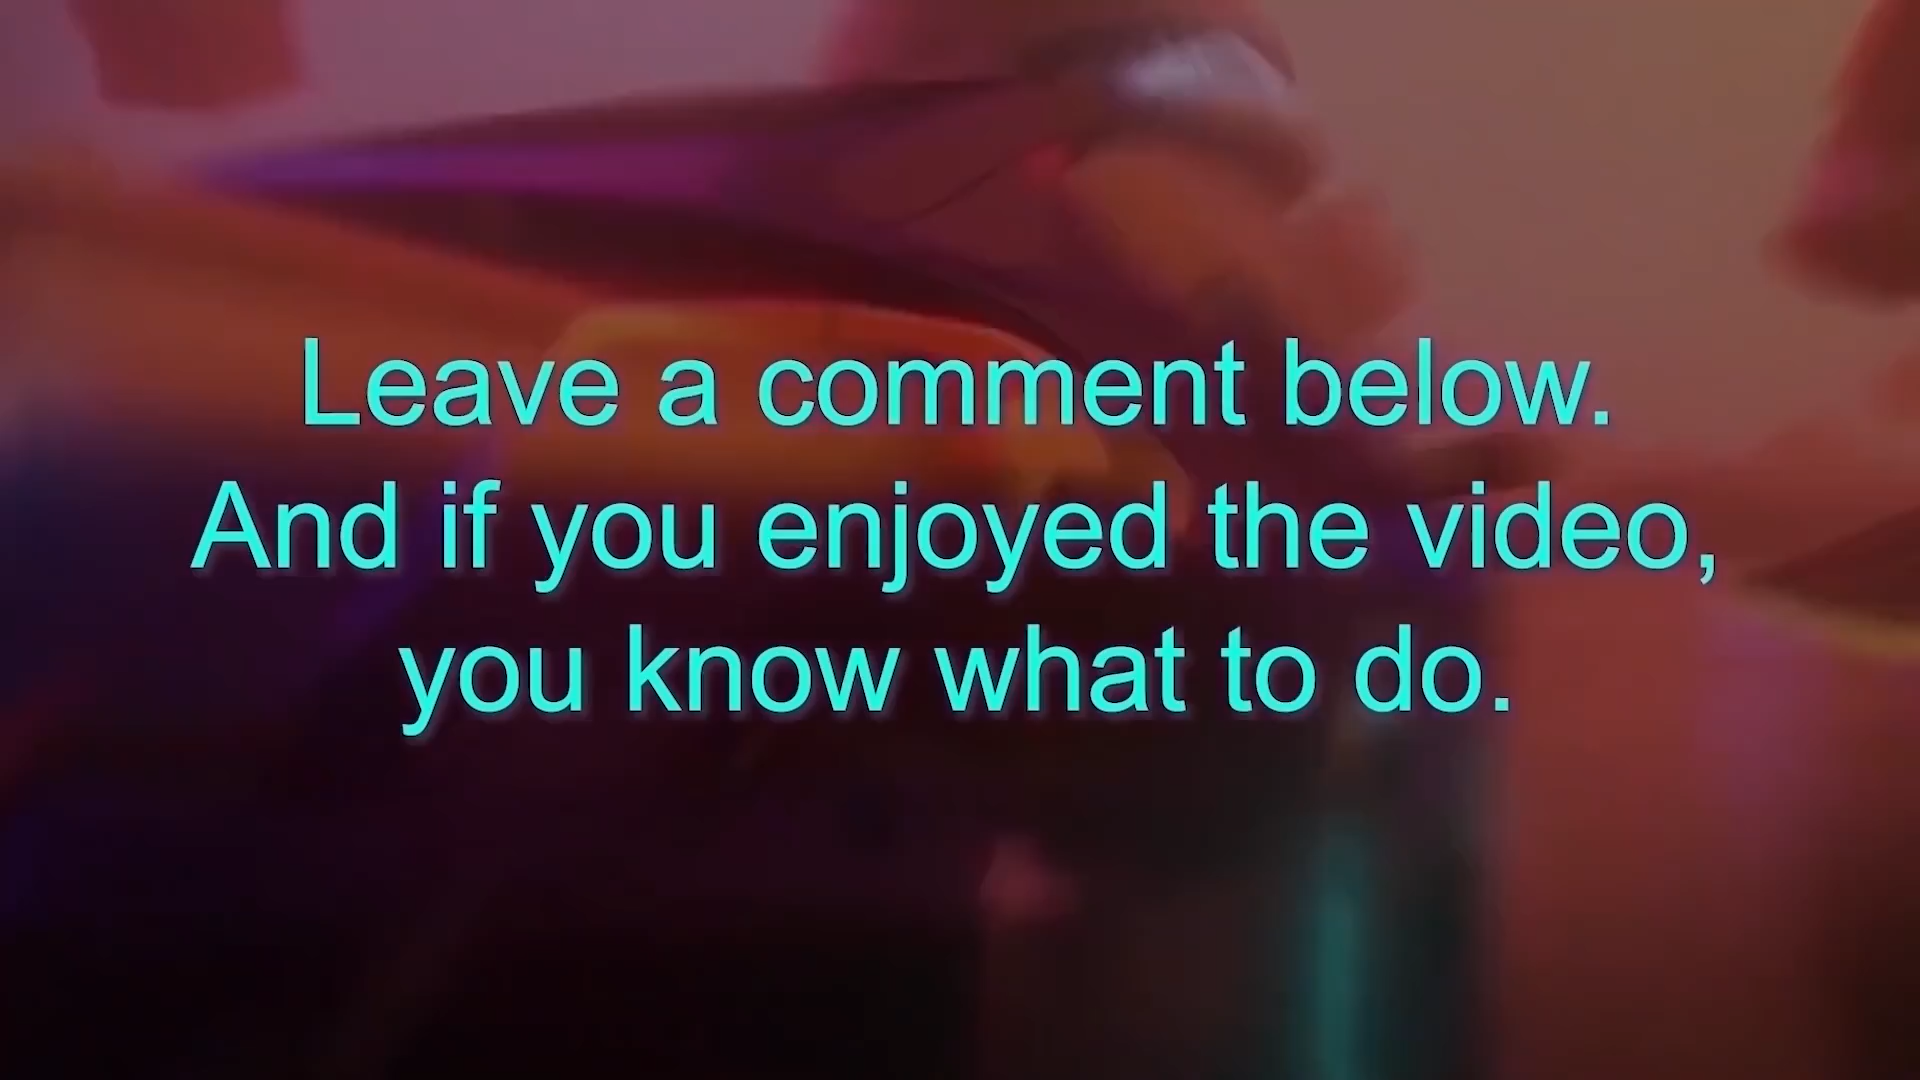 Leave a comment below.
And if you enjoyed the video,
you know what to do.